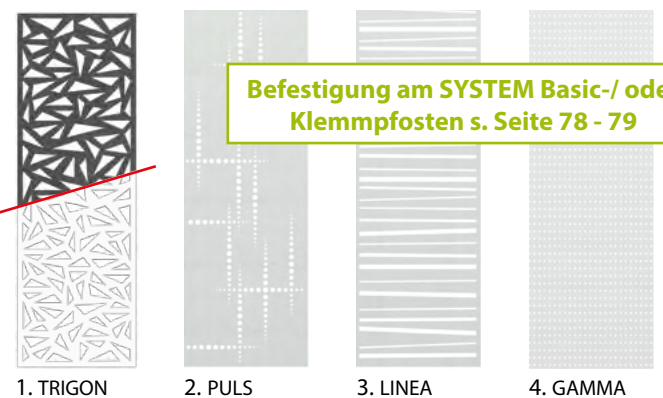 Befestigung am SYSTEM Basic-/ ode
Klemmpfosten s. Seite 78 - 79
1. TRIGON
2. PULS
3. LINEA
4. GAMMA